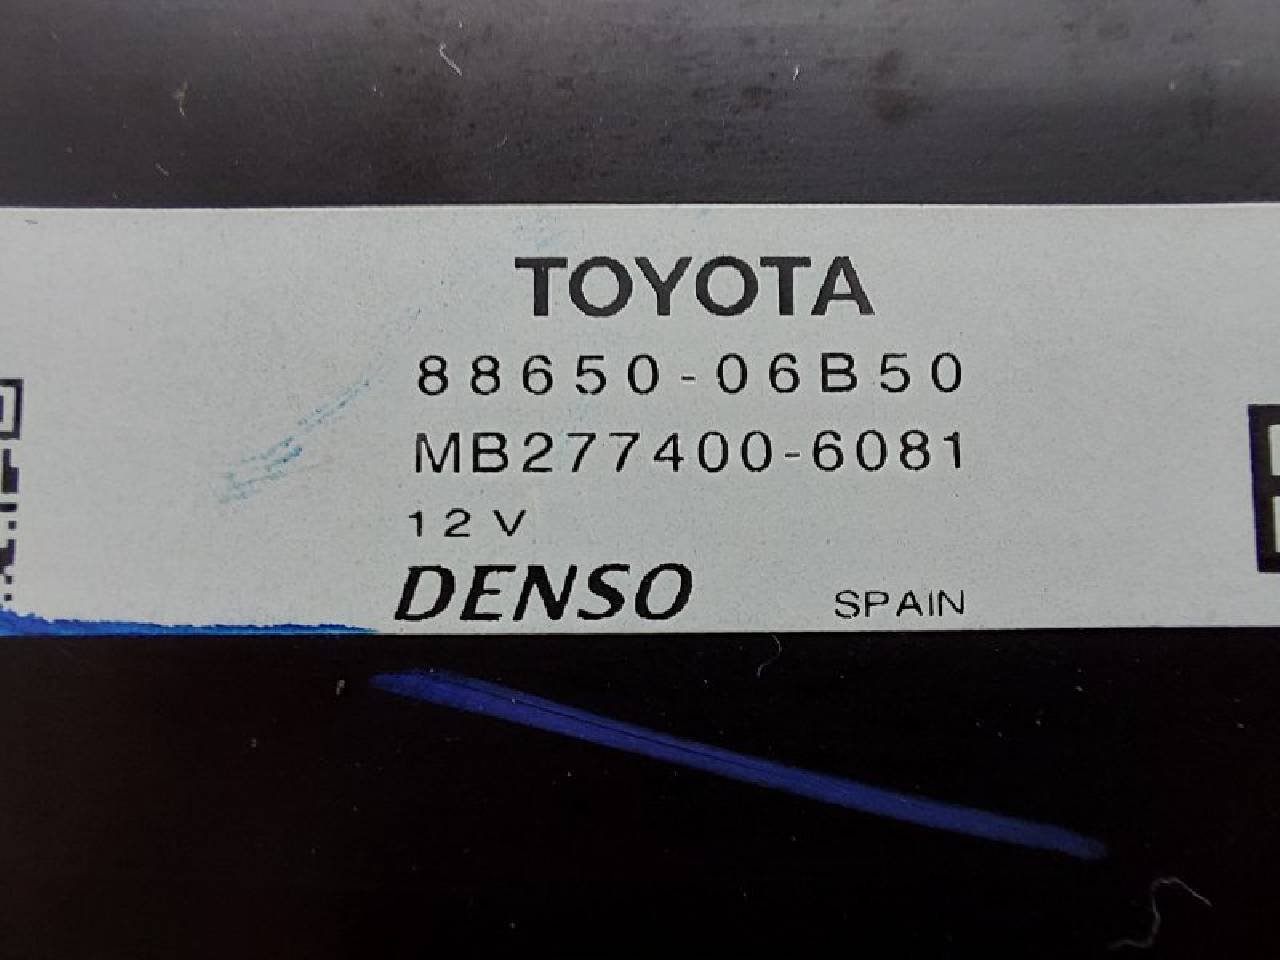 TOYOTA
88650-06B50
MB277400-6081
12V
DENSO SPAIN